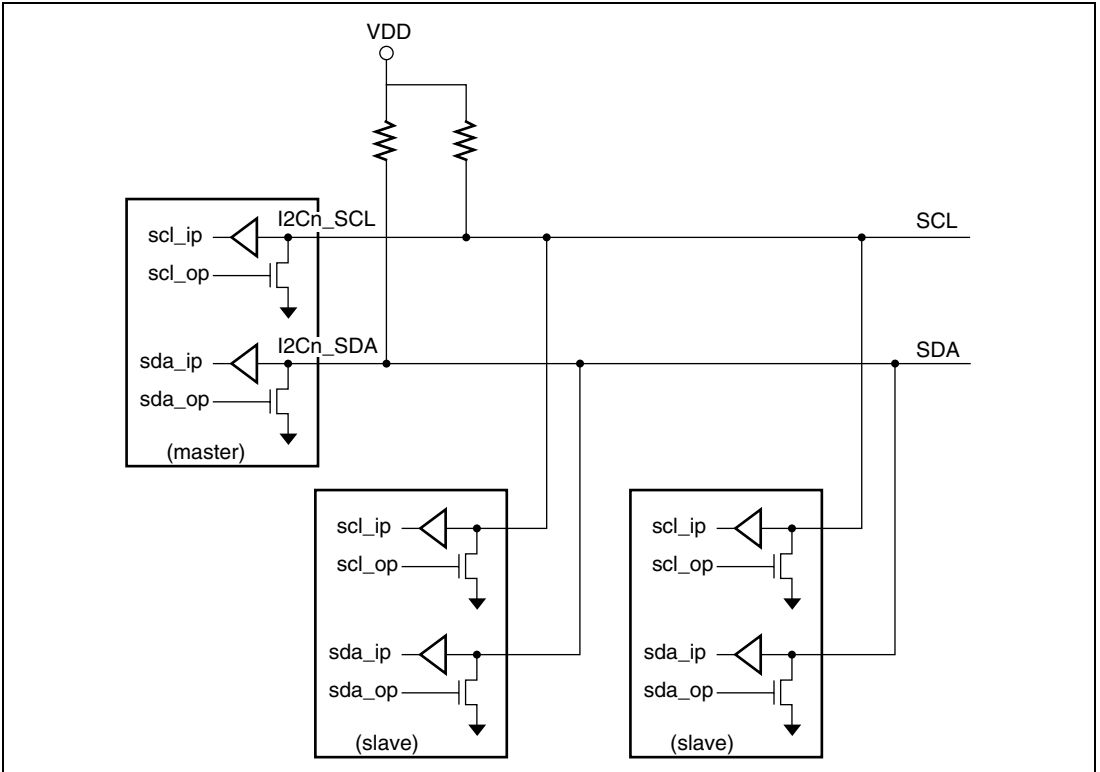 VDD
I2Cn_SCL
SCL
scl_ip
scl_op
I2Cn_SDA
SDA
sda_ip
sda_op
(master)
scl_ip
scl_op
sda_ip
sda_op
(slave)
scl_ip
scl_op
sda_ip
sda_op
(slave)